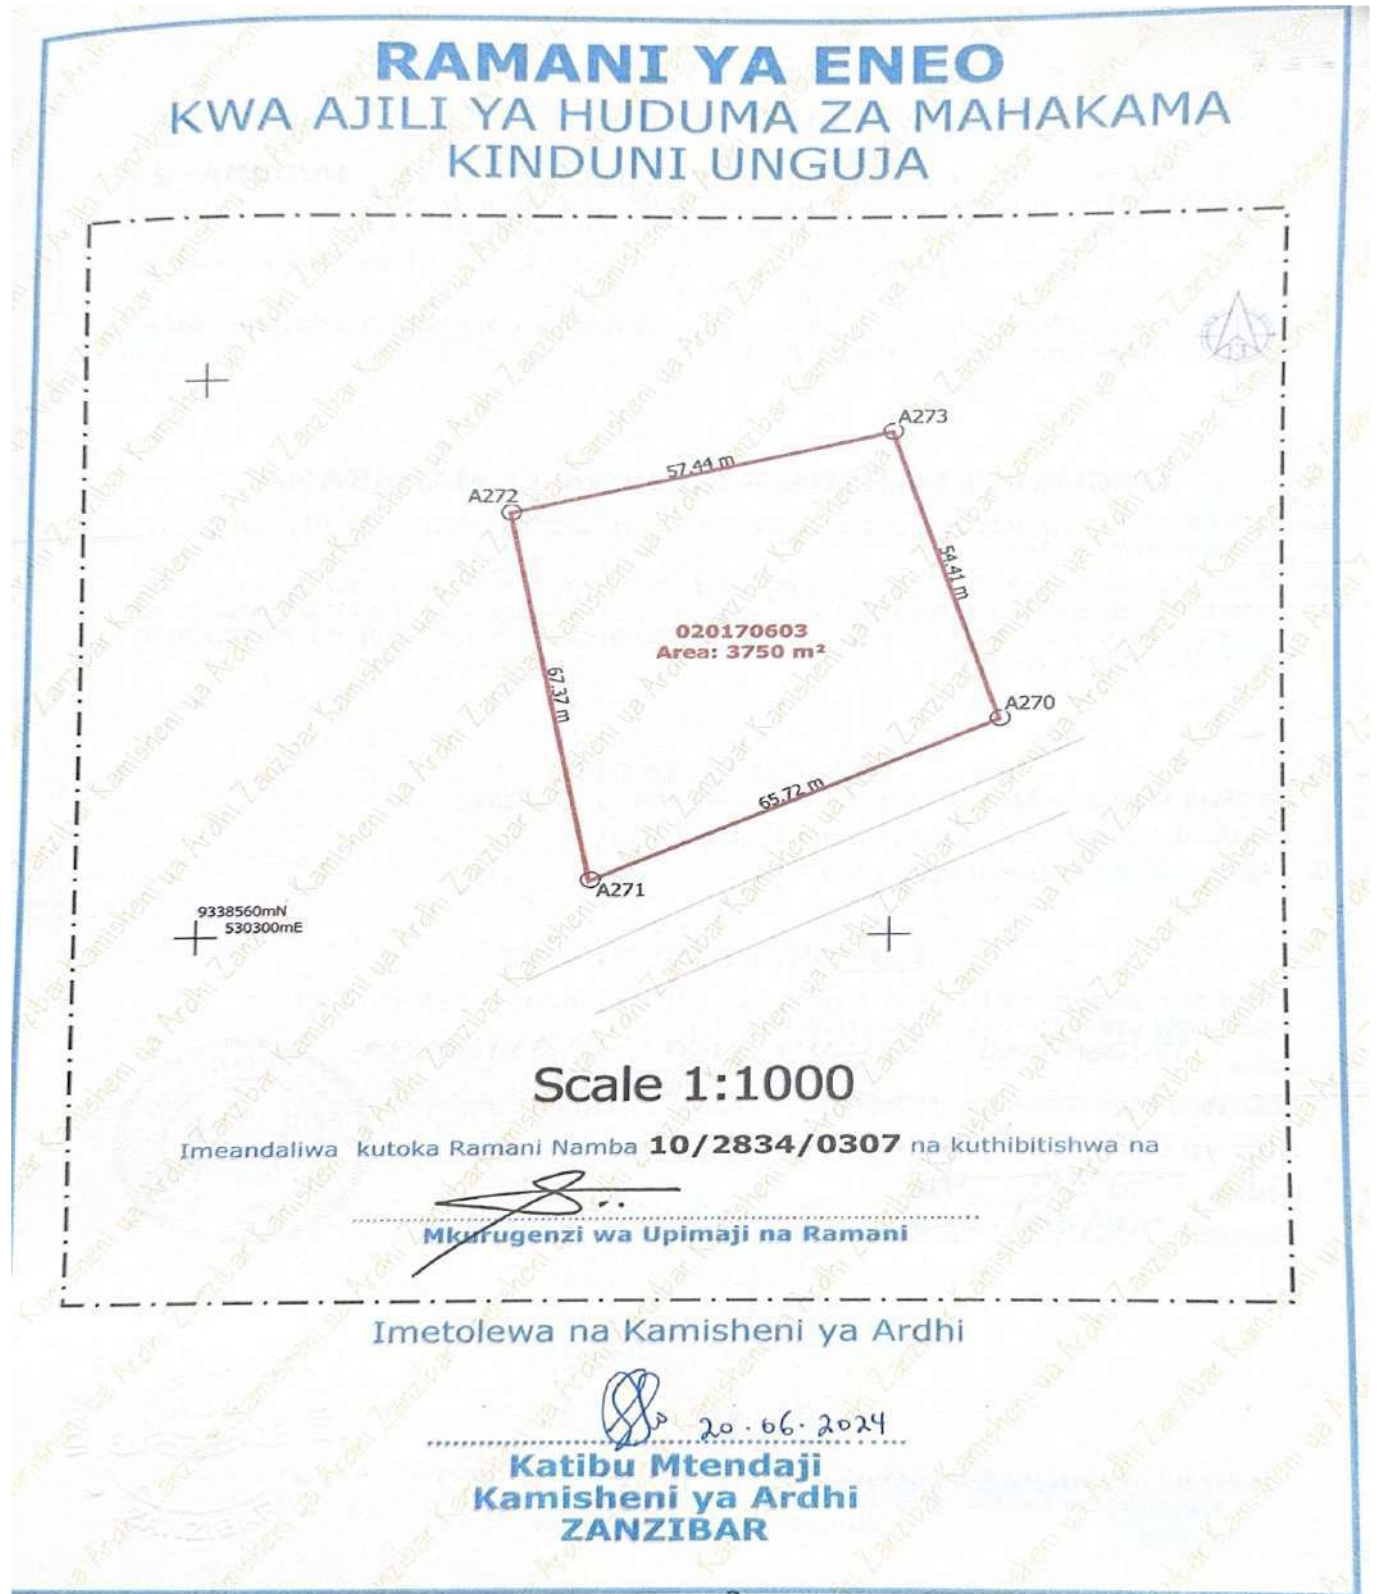 RAMANI YA ENEO
KWA AJILI YA HUDUMA ZA MAHAKAMA
KINDUNI UNGUJA
A273
57.44 m
A272
54.41 m
020170603
Area: 3750 m²
67.37 m
A270
65.72 m
A271
9338560mN
530300mE
Scale 1:1000
Imeandaliwa kutoka Ramani Namba 10/2834/0307 na kuthibitishwa na
Mkurugenzi wa Upimaji na Ramani
Imetolewa na Kamisheni ya Ardhi
20.06.2024
Katibu Mtendaji
Kamisheni ya Ardhi
ZANZIBAR